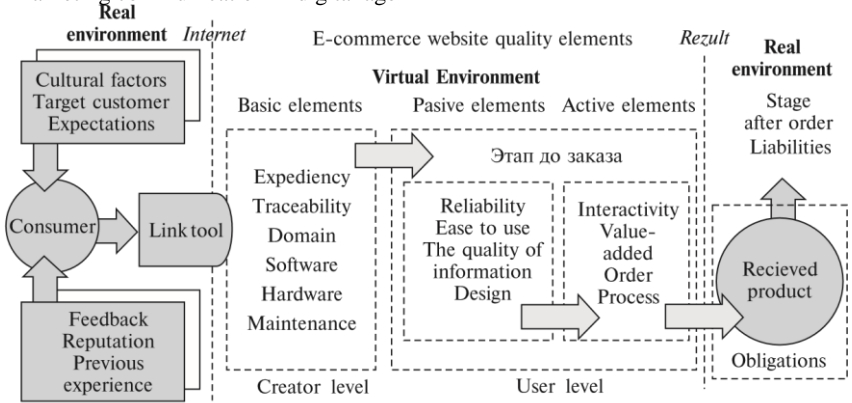 Real
environment
Internet
E-commerce website quality elements
Rezult
Real
environment
Virtual Environment
Cultural factors
Target customer
Expectations
Basic elements
Pasive elements
Active elements
Stage
after order
Liabilities
Этап до заказа
Consumer
Link tool
Expediency
Traceability
Domain
Software
Hardware
Maintenance
Reliability
Ease to use
The quality of
information
Design
Interactivity
Value-
added
Order
Process
Recieved
product
Feedback
Reputation
Previous
experience
Obligations
Creator level
User level